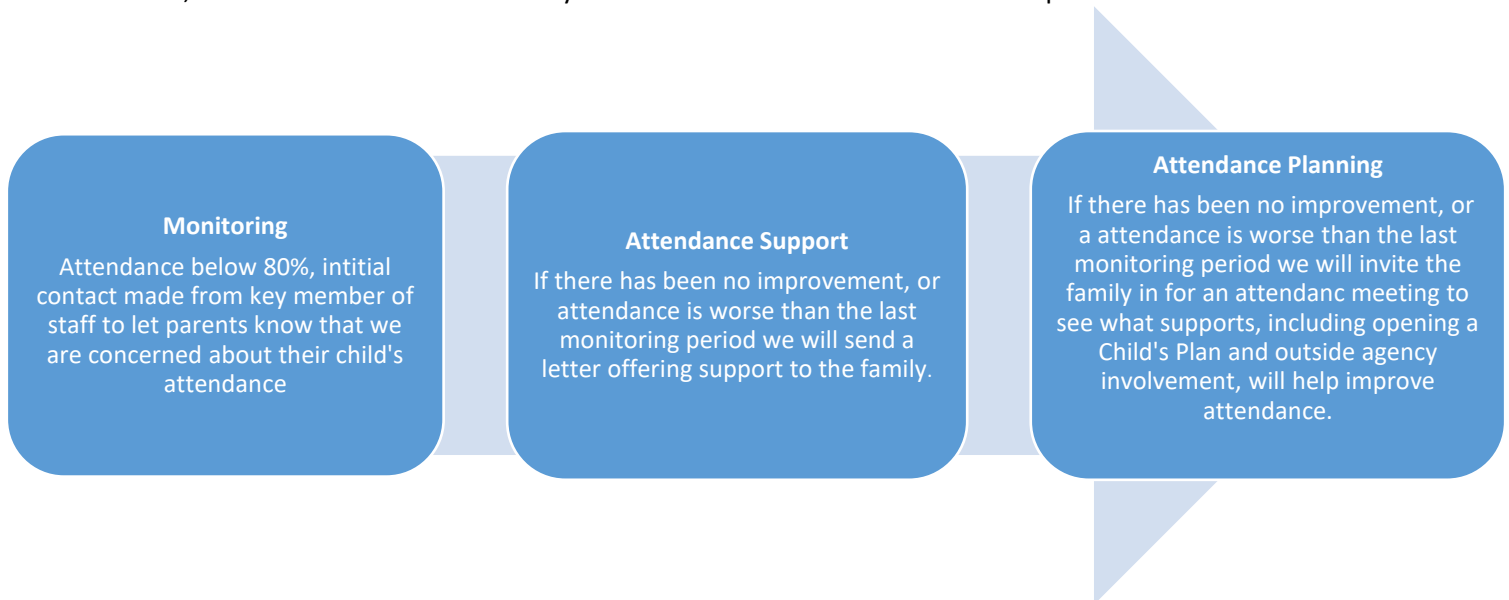 Monitoring
Attendance below 80%, intitial
contact made from key member of
staff to let parents know that we
are concerned about their child's
attendance
Attendance Support
If there has been no improvement, or
attendance is worse than the last
monitoring period we will send a
letter offering support to the family.
Attendance Planning
If there has been no improvement, or
a attendance is worse than the last
monitoring period we will invite the
family in for an attendanc meeting to
see what supports, including opening a
Child's Plan and outside agency
involvement, will help improve
attendance.